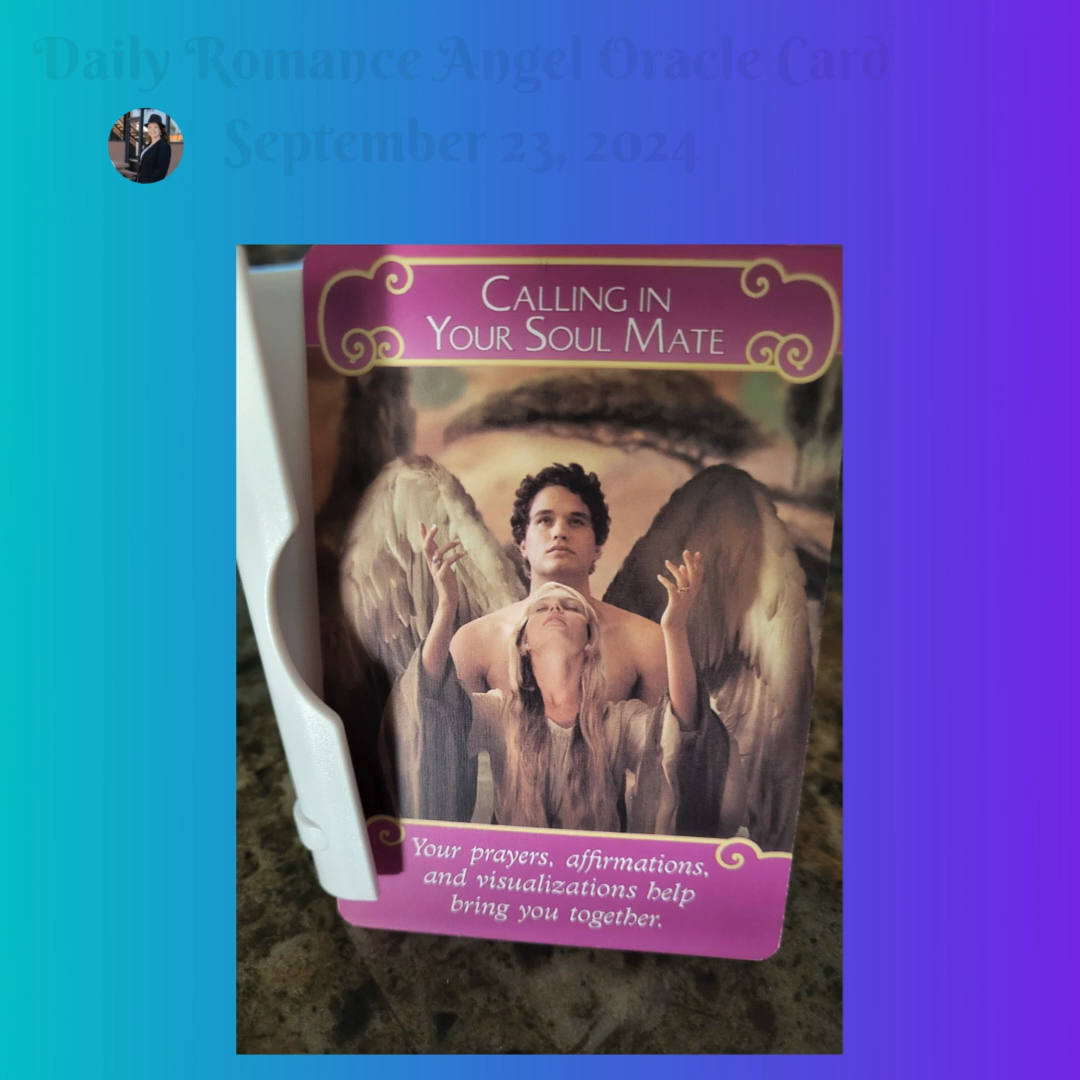 Daily Romance Angel Oracle Card
September 23, 2024
CALLING IN
YOUR SOUL MATE
Your prayers, affirmations,
and visualizations help
bring you together.